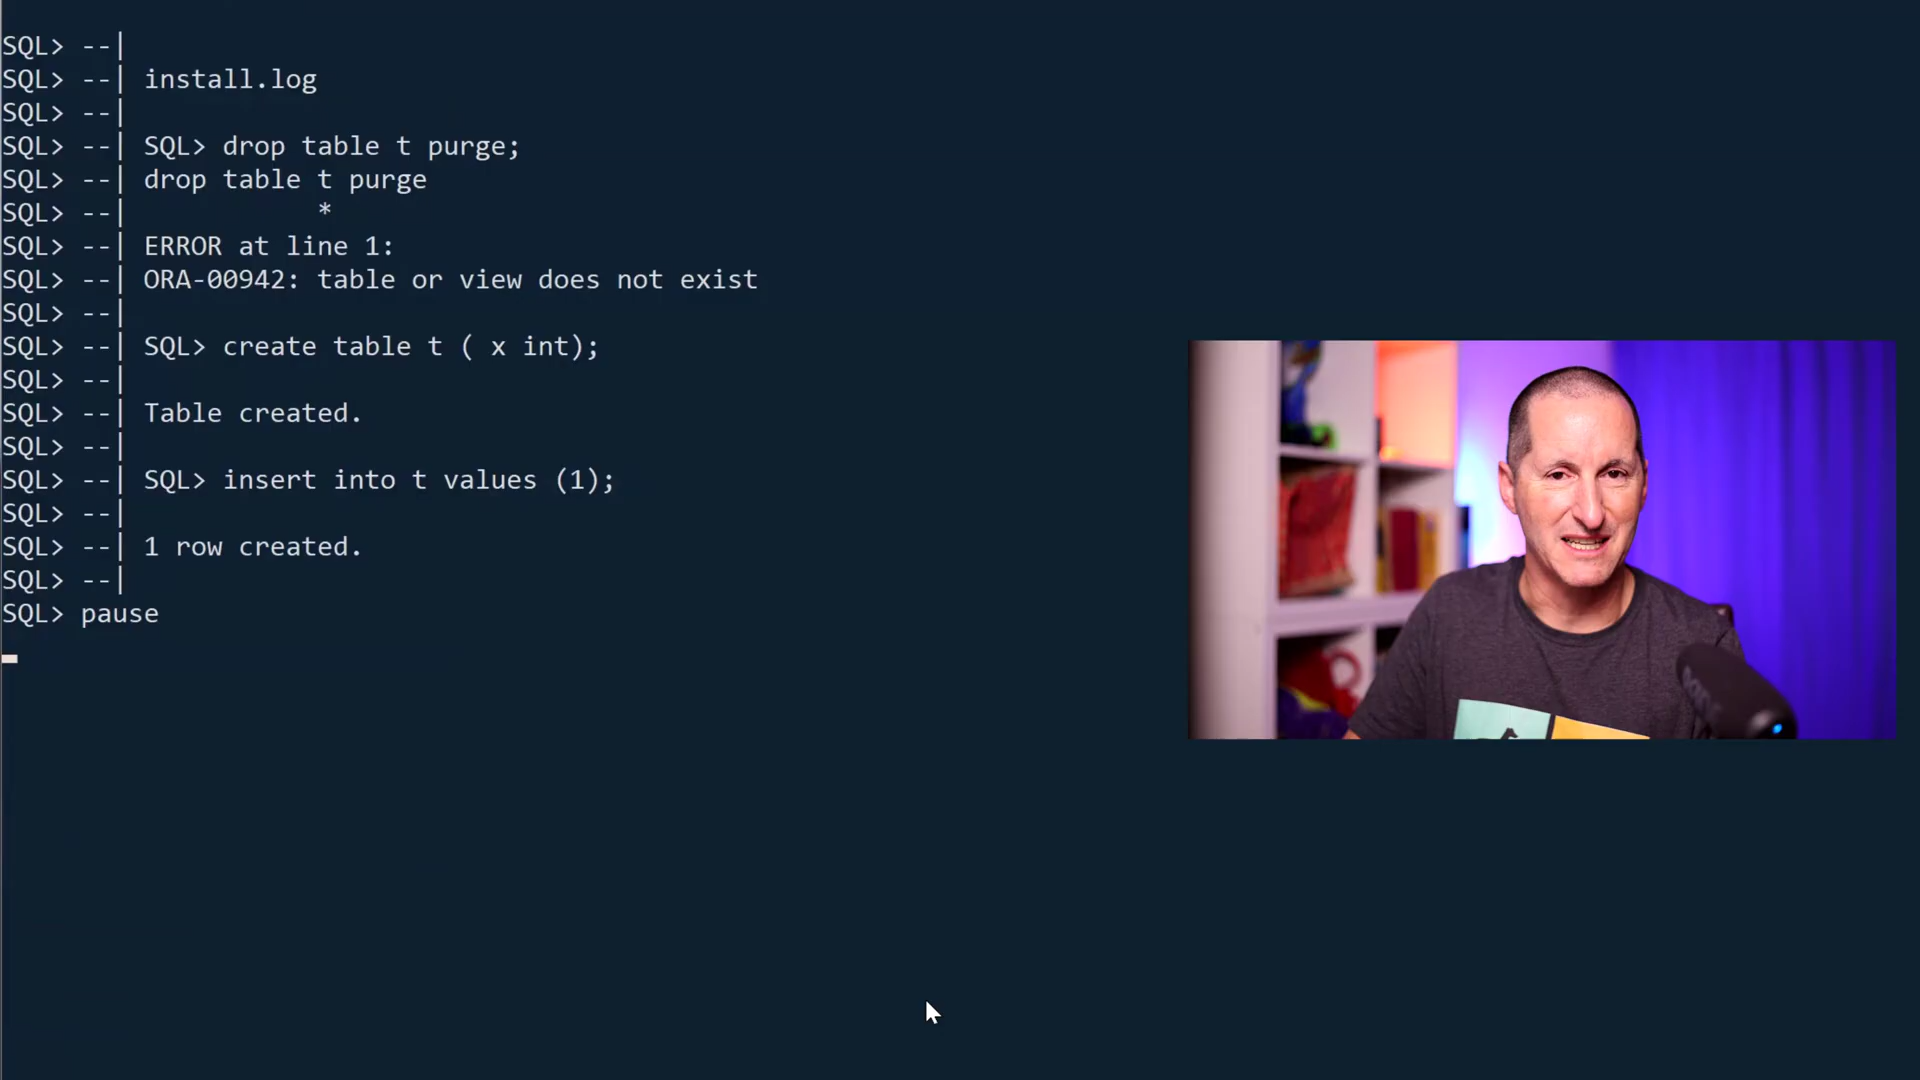 SQL> --|
SQL> --| install.log
SQL> --|
SQL> --| SQL> drop table t purge;
SQL> --| drop table t purge
SQL> --|            *
SQL> --| ERROR at line 1:
SQL> --| ORA-00942: table or view does not exist
SQL> --|
SQL> --| SQL> create table t ( x int);
SQL> --|
SQL> --| Table created.
SQL> --|
SQL> --| SQL> insert into t values (1);
SQL> --|
SQL> --| 1 row created.
SQL> --|
SQL> pause